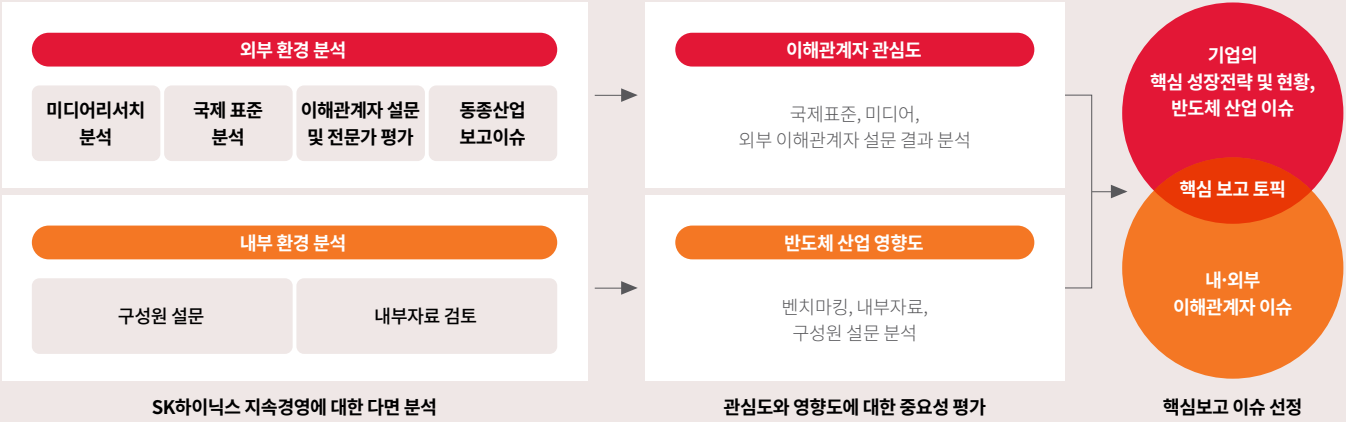 외부 환경 분석
미디어리서치
분석
국제 표준
분석
이해관계자 설문
및 전문가 평가
동종산업
보고이슈
내부 환경 분석
구성원 설문
내부자료 검토
SK하이닉스 지속경영에 대한 다면 분석
이해관계자 관심도
국제표준, 미디어,
외부 이해관계자 설문 결과 분석
반도체 산업 영향도
벤치마킹, 내부자료,
구성원 설문 분석
관심도와 영향도에 대한 중요성 평가
기업의
핵심 성장전략 및 현황,
반도체 산업 이슈
핵심 보고 토픽
내·외부
이해관계자 이슈
핵심보고 이슈 선정